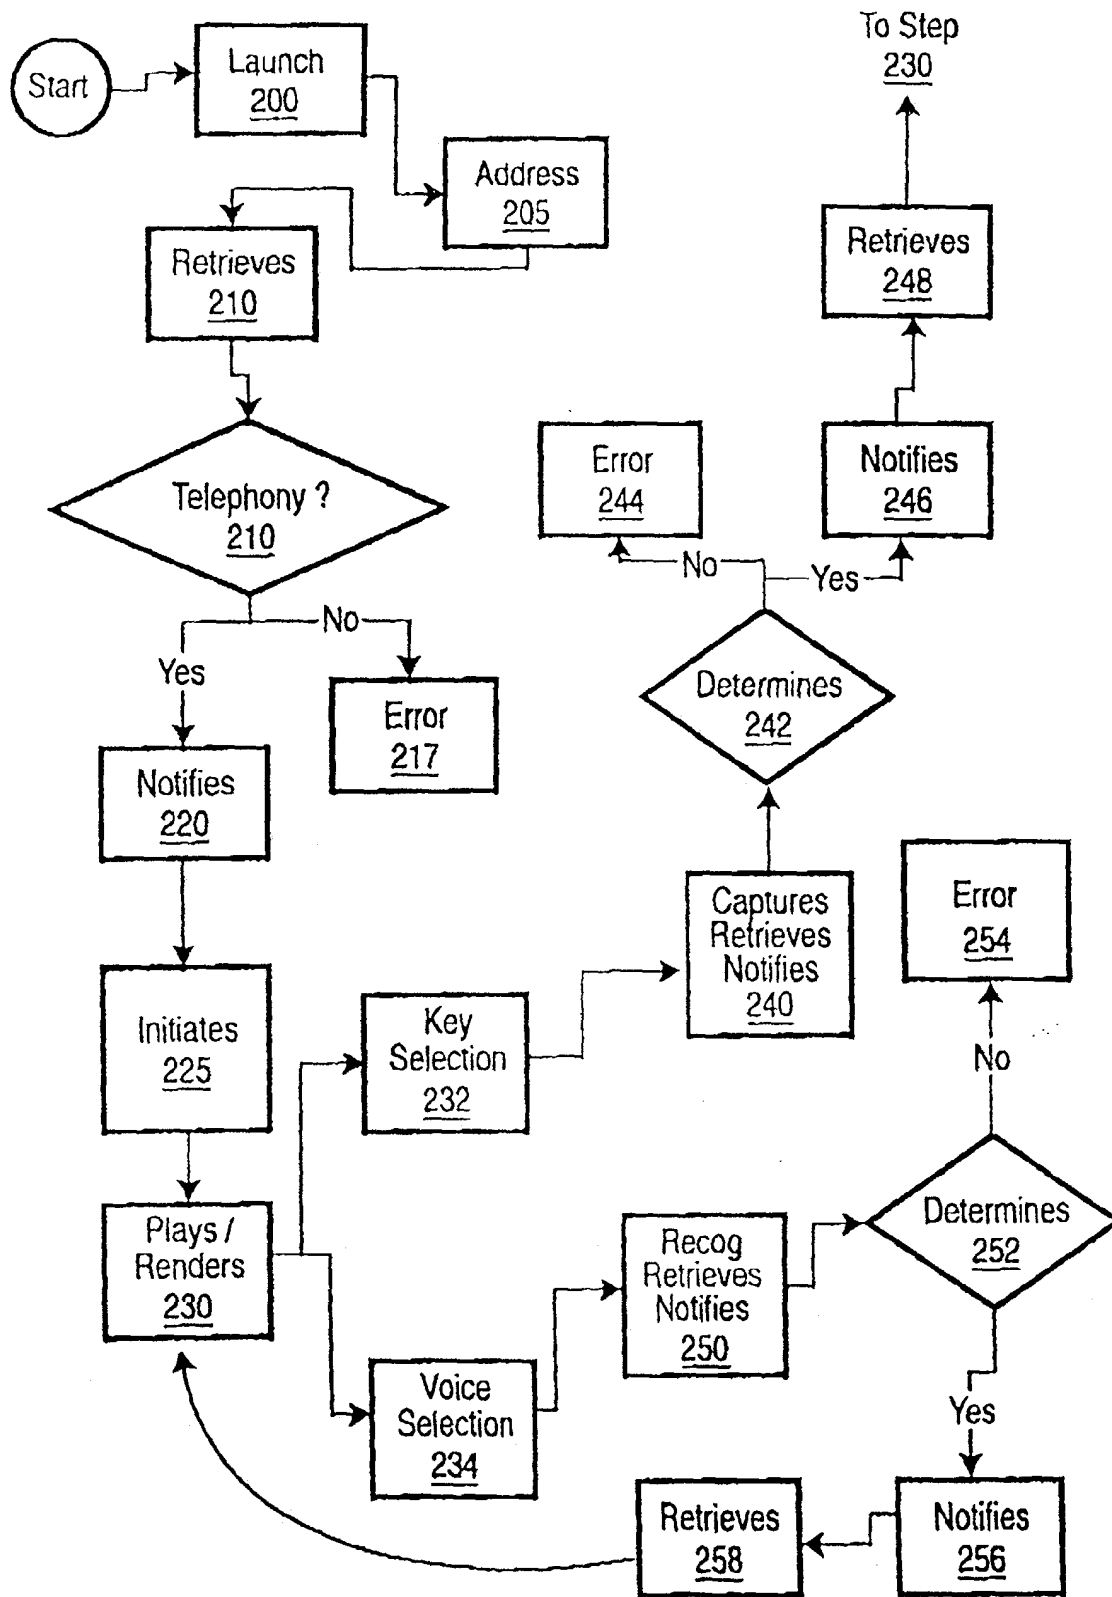 Start
Launch
200
Address
205
Retrieves
210
Telephony ?
210
Yes
No
Error
217
Notifies
220
Initiates
225
Plays /
Renders
230
Key
Selection
232
Voice
Selection
234
Captures
Retrieves
Notifies
240
Determines
242
No
Yes
Error
244
Notifies
246
Retrieves
248
To Step
230
Recog
Retrieves
Notifies
250
Determines
252
No
Error
254
Yes
Notifies
256
Retrieves
258